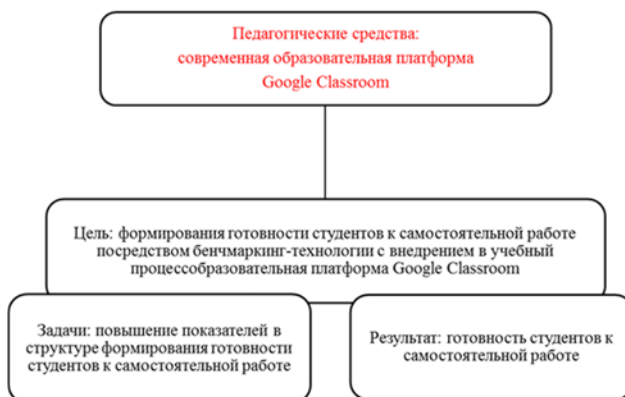 Педагогические средства:
современная образовательная платформа
Google Classroom
Цель: формирования готовности студентов к самостоятельной работе
посредством бенчмаркинг-технологии с внедрением в учебный
процессобразовательная платформа Google Classroom
Задачи: повышение показателей в
структуре формирования готовности
студентов к самостоятельной работе
Результат: готовность студентов к
самостоятельной работе